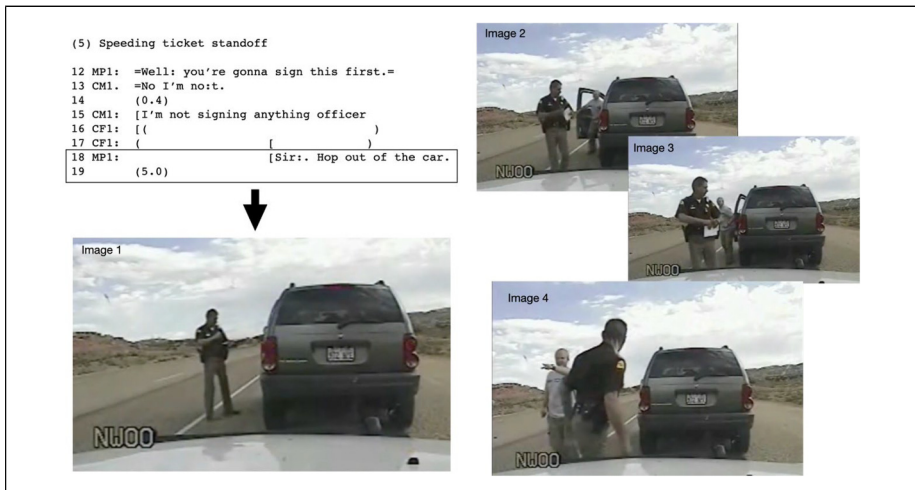 (5) Speeding ticket standoff
12 MP1: =Well: you're gonna sign this first.=
13 CM1. =No I'm no:t.
14 (0.4)
15 CM1: [I'm not signing anything officer
16 CF1: [( )
17 CF1: ( [ )
18 MP1: [Sir:. Hop out of the car.
19 (5.0)
Image 1
NW00
Image 2
NW00
Image 3
NW00
Image 4
NW00